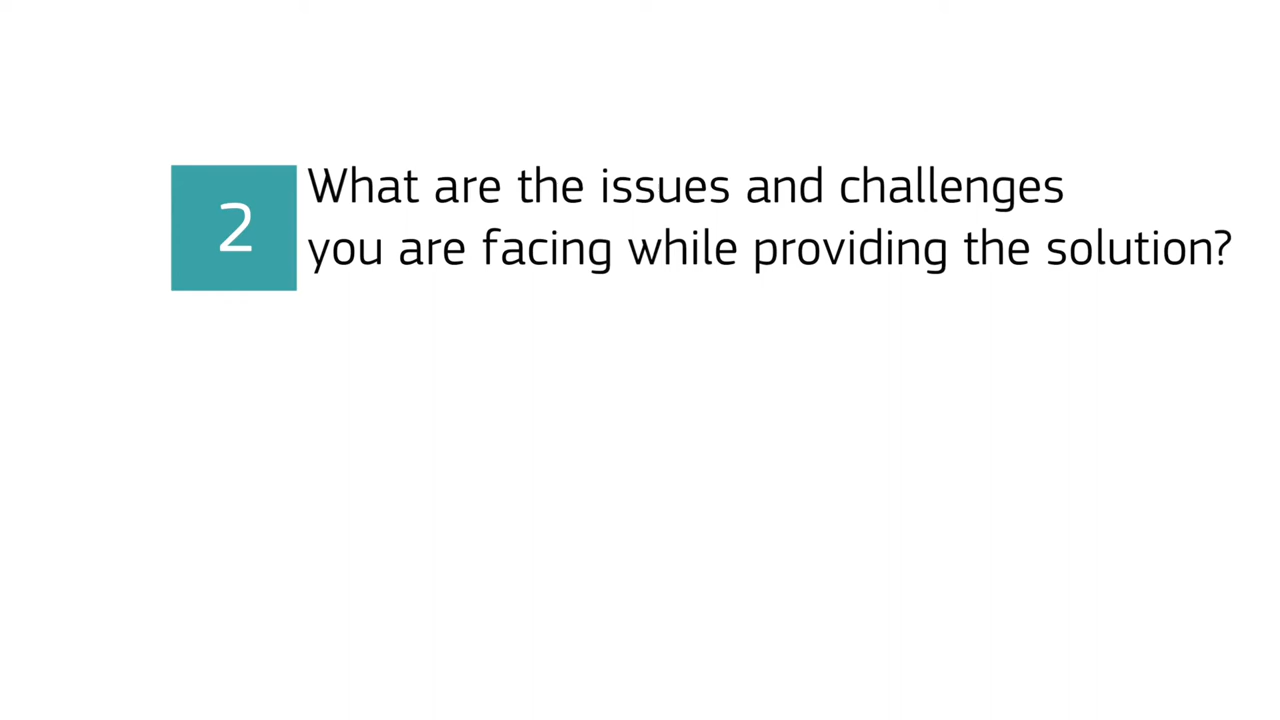 2
What are the issues and challenges
you are facing while providing the solution?